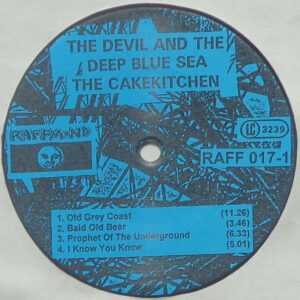 THE DEVIL AND THE
DEEP BLUE SEA
THE CAKEKITCHEN
RAFFMOND
LC 3239
RAFF 017-1
1. Old Grey Coast (11.26)
2. Bald Old Bear (3.46)
3. Prophet Of The Underground (6.33)
4. I Know You Know (5.01)